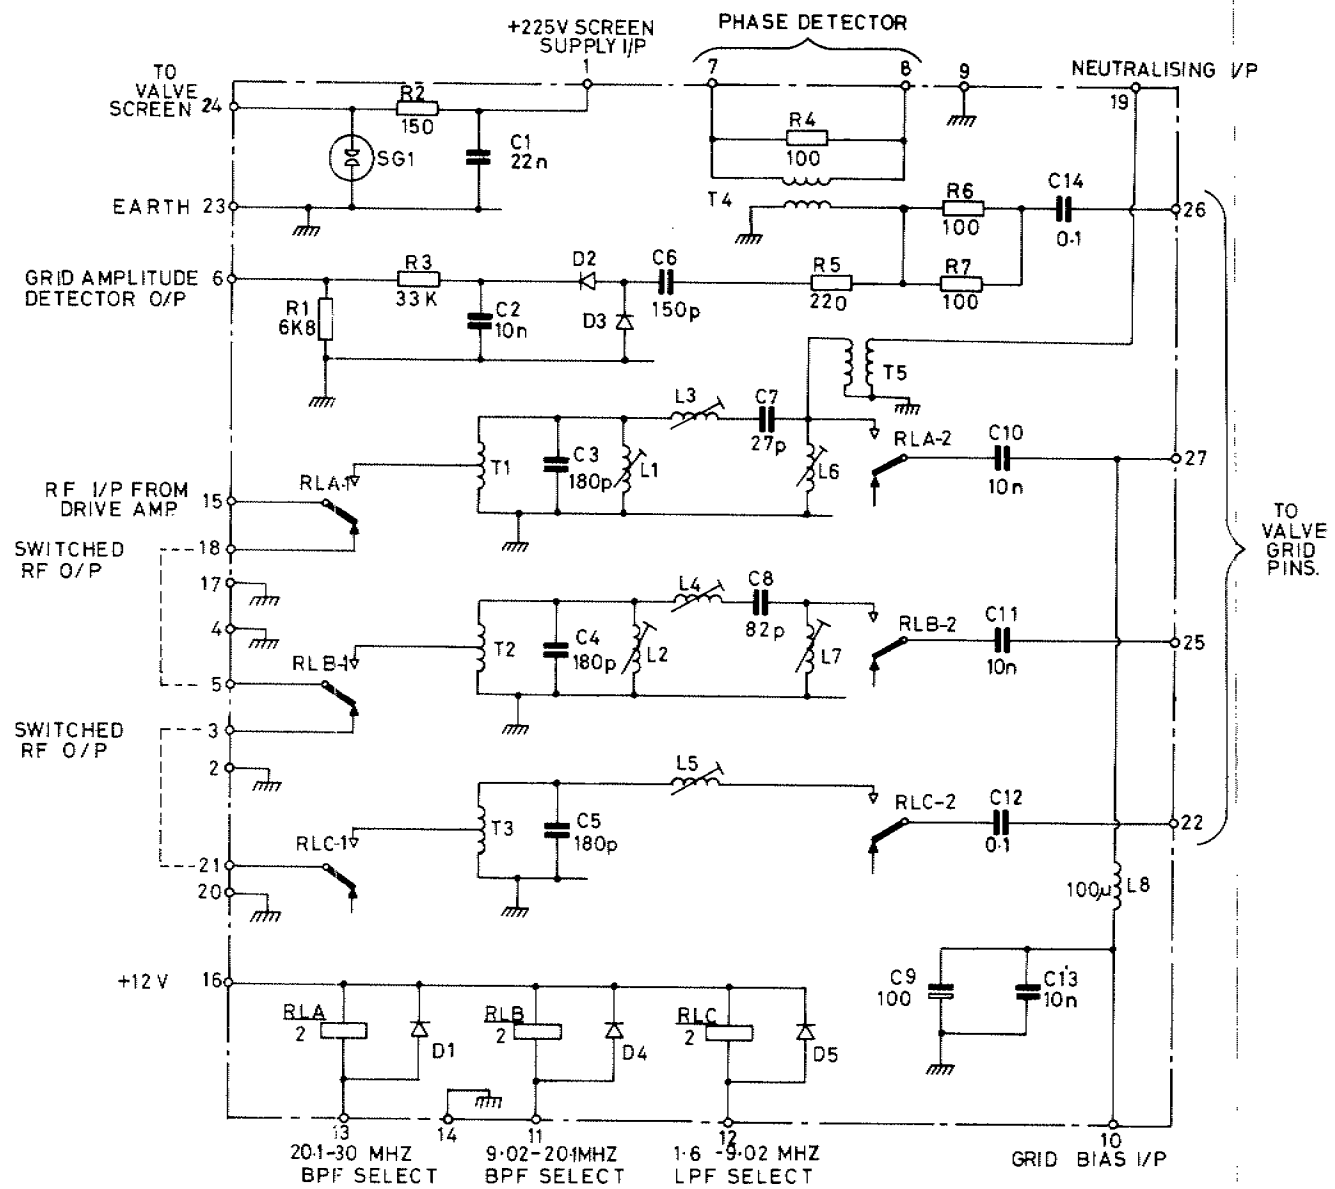 PHASE DETECTOR
+225V SCREEN
SUPPLY I/P
1
7
8
9
NEUTRALISING I/P
19
TO
VALVE
SCREEN 24
R2
150
SG1
C1
22n
R4
100
T4
EARTH 23
R6
100
C14
0·1
26
GRID AMPLITUDE
DETECTOR O/P
6
R3
33K
R1
6K8
C2
10n
D2
D3
C6
150p
R5
220
R7
100
T5
L3
C7
27p
RLA-2
C10
10n
27
T1
C3
180p
L1
L6
RLA-1
RF I/P FROM
DRIVE AMP.
15
SWITCHED
RF O/P
18
17
4
5
TO
VALVE
GRID
PINS.
L4
C8
82p
RLB-2
C11
10n
25
T2
C4
180p
L2
L7
RLB-1
SWITCHED
RF O/P
3
2
21
20
L5
RLC-2
C12
0·1
22
T3
C5
180p
RLC-1
100µ
L8
+12V
16
C9
100
C13
10n
RLA
2
D1
RLB
2
D4
RLC
2
D5
13
14
11
12
10
20·1-30 MHZ
BPF SELECT
9·02-20·1MHZ
BPF SELECT
1·6 -9·02 MHZ
LPF SELECT
GRID BIAS I/P